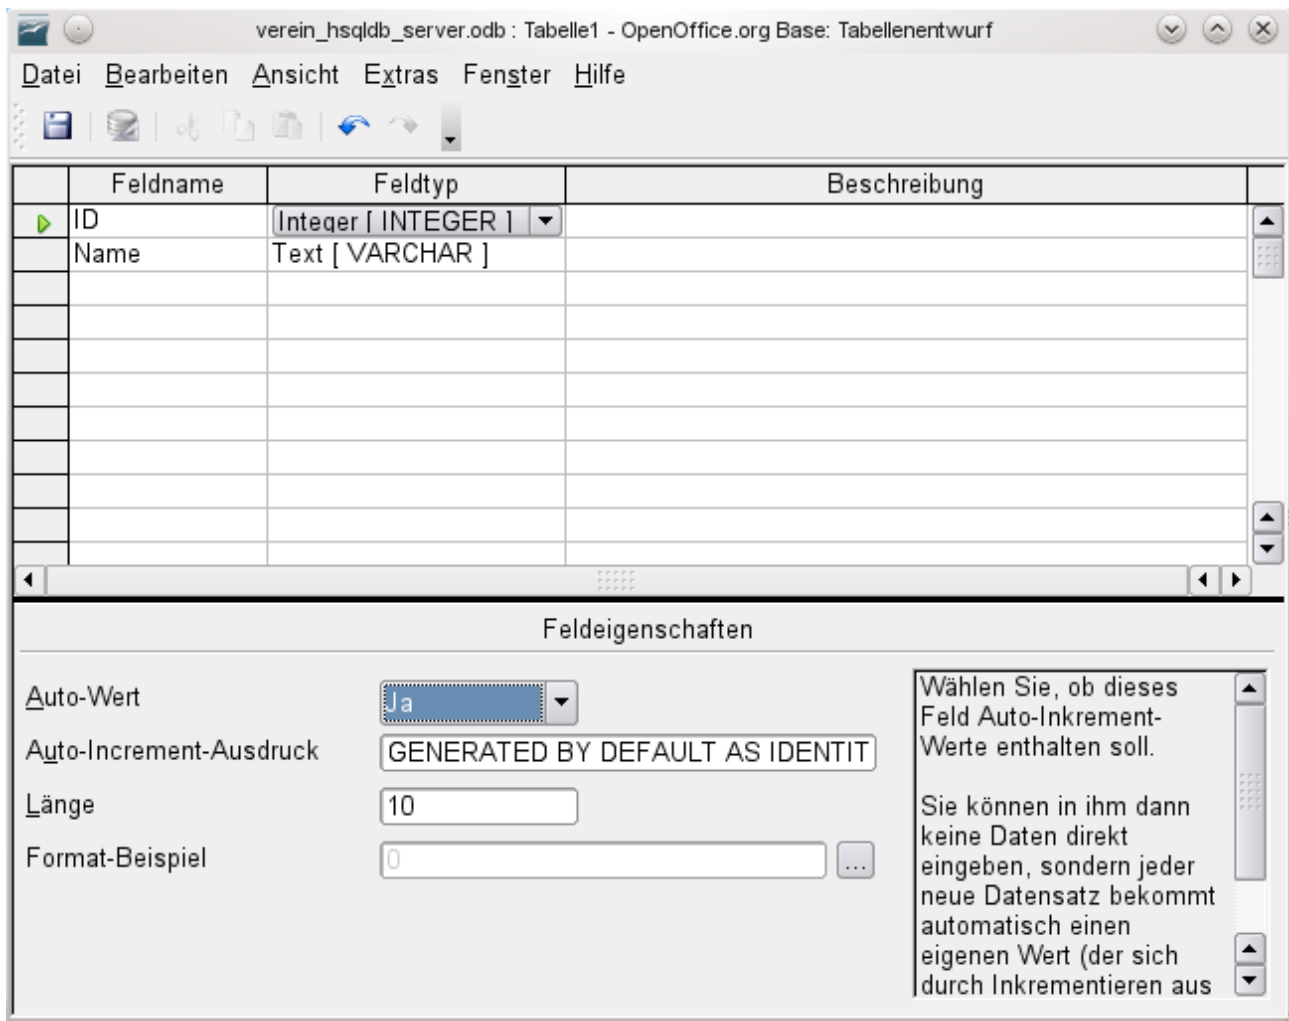 verein_hsqldb_server.odb : Tabelle1 - OpenOffice.org Base: Tabellenentwurf
Datei Bearbeiten Ansicht Extras Fenster Hilfe
Feldname Feldtyp Beschreibung
ID Integer [ INTEGER ]
Name Text [ VARCHAR ]
Feldeigenschaften
Auto-Wert Ja
Auto-Increment-Ausdruck GENERATED BY DEFAULT AS IDENTIT
Länge 10
Format-Beispiel 0 ...
Wählen Sie, ob dieses
Feld Auto-Inkrement-
Werte enthalten soll.
Sie können in ihm dann
keine Daten direkt
eingeben, sondern jeder
neue Datensatz bekommt
automatisch einen
eigenen Wert (der sich
durch Inkrementieren aus